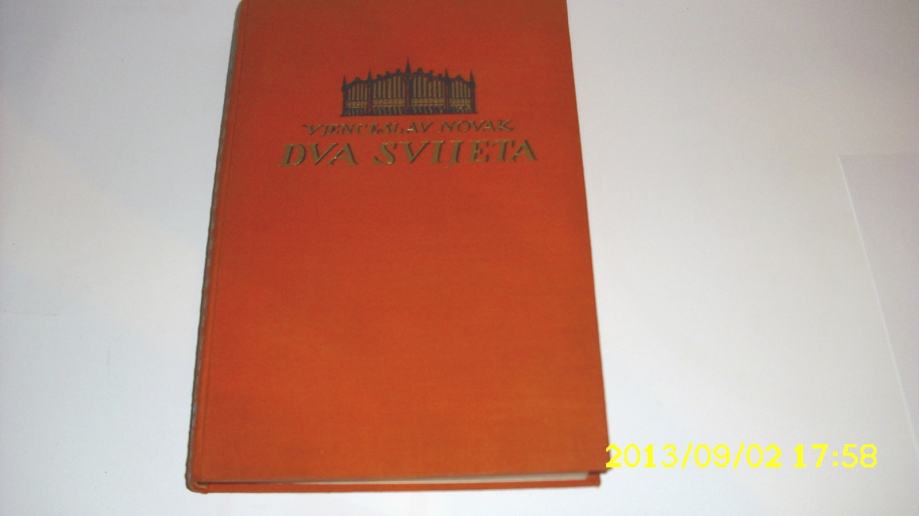 VJENCESLAV NOVAK
DVA SVIJETA
2013/09/02 17:58